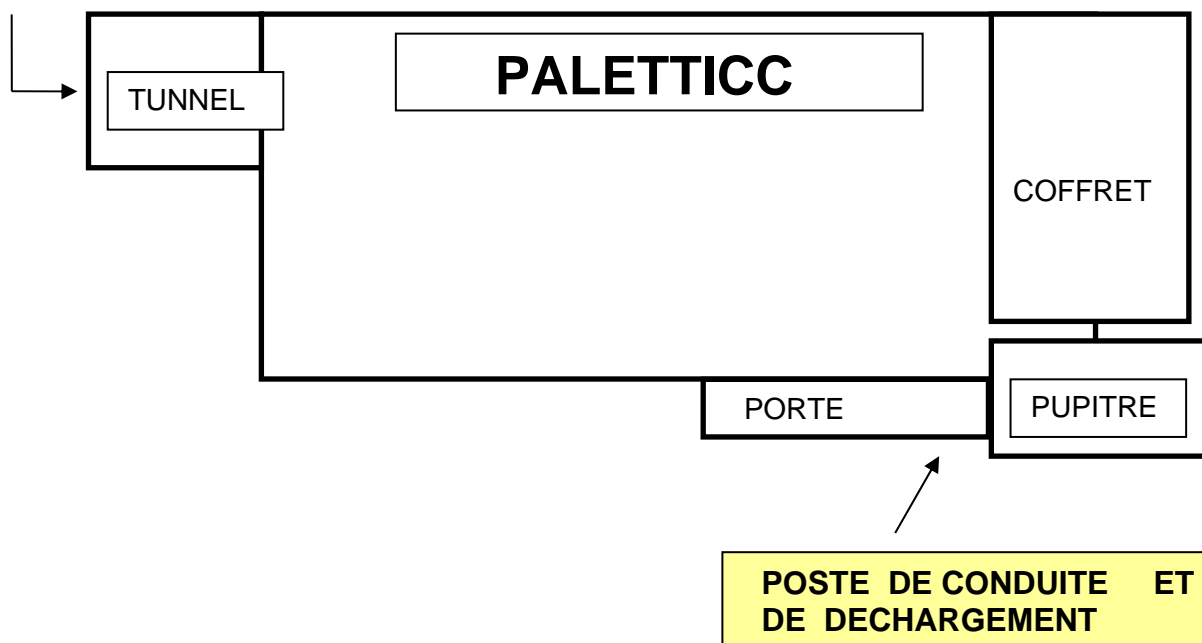 PALETTICC
TUNNEL
COFFRET
PORTE
PUPITRE
POSTE DE CONDUITE ET
DE DECHARGEMENT